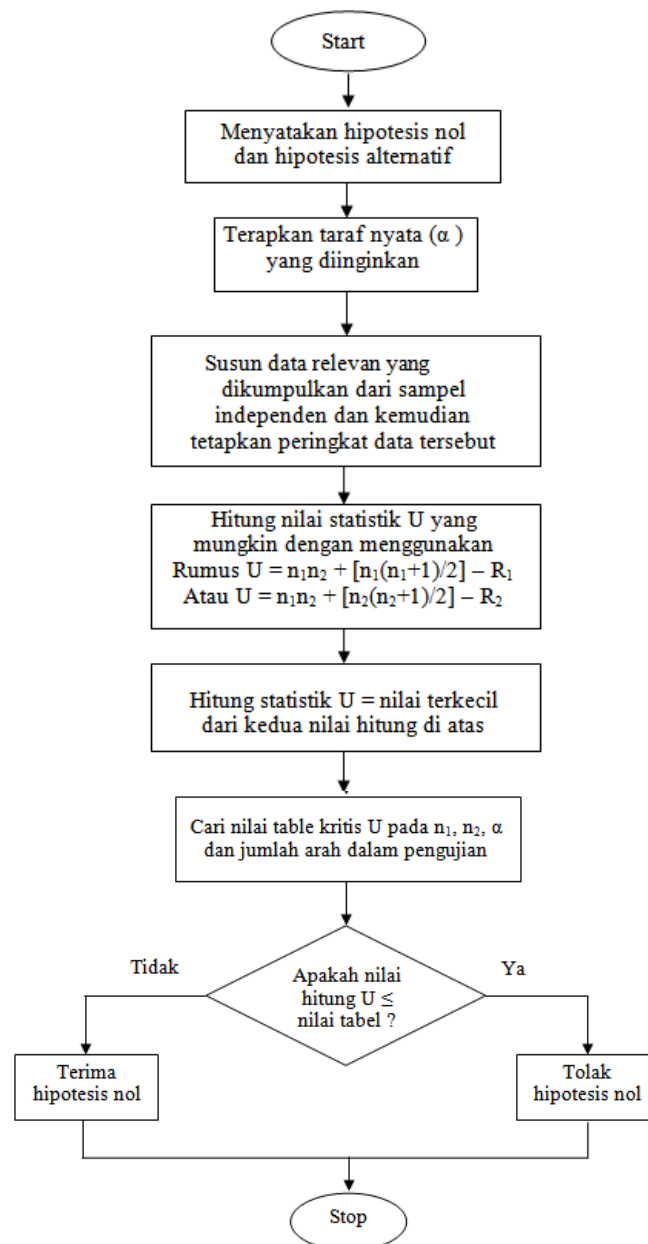 Start
Menyatakan hipotesis nol
dan hipotesis alternatif
Terapkan taraf nyata (α )
yang diinginkan
Susun data relevan yang
dikumpulkan dari sampel
independen dan kemudian
tetapkan peringkat data tersebut
Hitung nilai statistik U yang
mungkin dengan menggunakan
Rumus U = n₁n₂ + [n₁(n₁+1)/2] – R₁
Atau U = n₁n₂ + [n₂(n₂+1)/2] – R₂
Hitung statistik U = nilai terkecil
dari kedua nilai hitung di atas
Cari nilai table kritis U pada n₁, n₂, α
dan jumlah arah dalam pengujian
Tidak
Apakah nilai
hitung U ≤
nilai tabel ?
Ya
Terima
hipotesis nol
Tolak
hipotesis nol
Stop